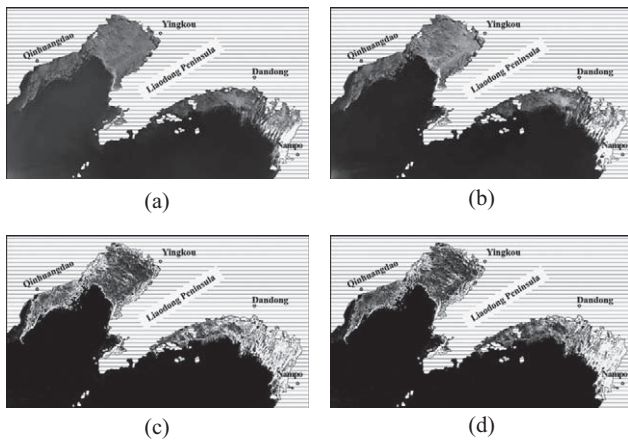 Yingkou
Qinhuangdao
Liaodong Peninsula
Dandong
Nampo
(a)
Yingkou
Qinhuangdao
Liaodong Peninsula
Dandong
Nampo
(b)
Yingkou
Qinhuangdao
Liaodong Peninsula
Dandong
Nampo
(c)
Yingkou
Qinhuangdao
Liaodong Peninsula
Dandong
Nampo
(d)